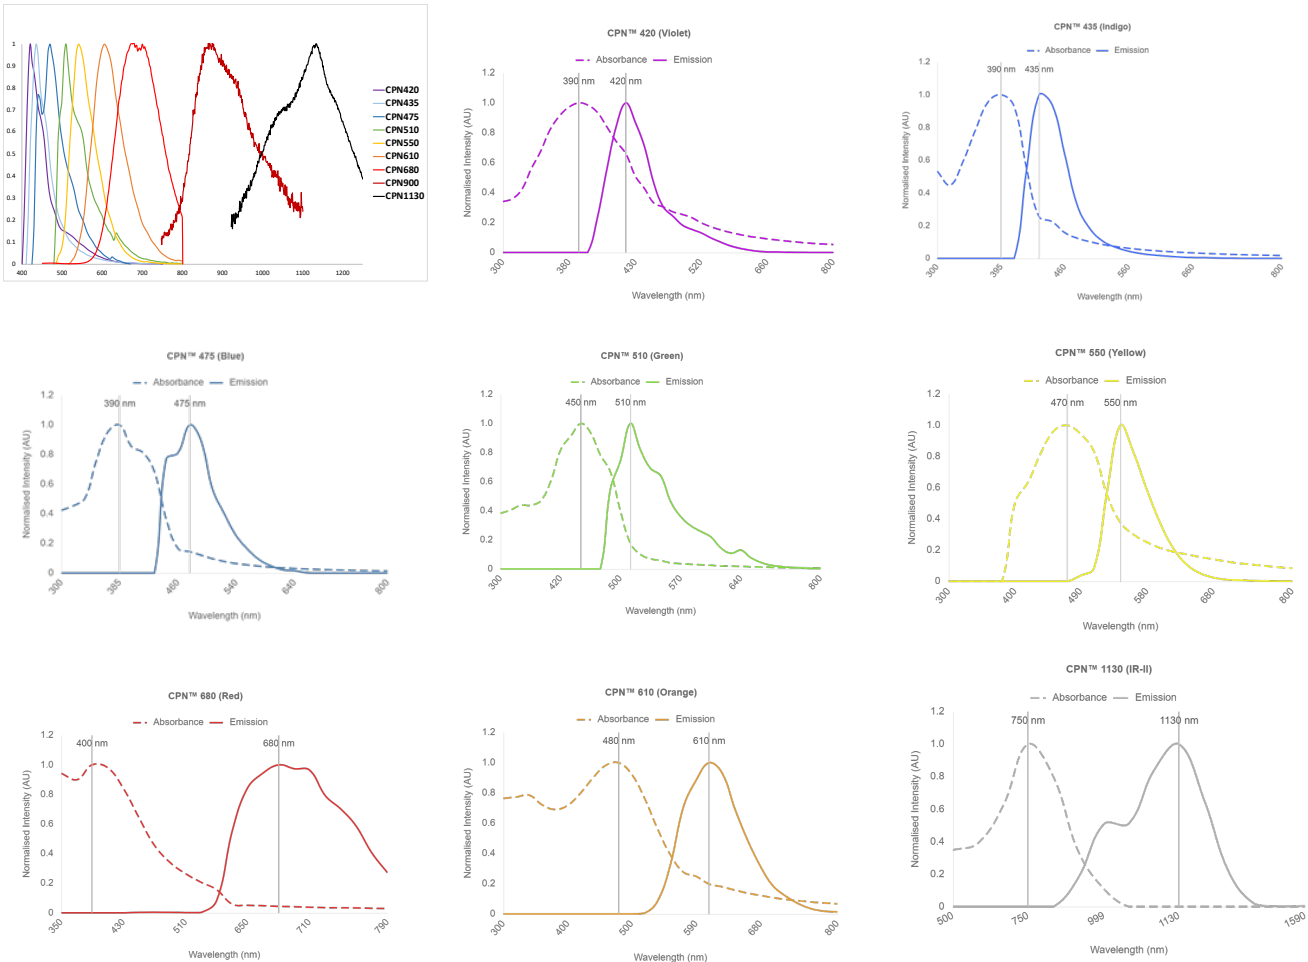 1
0.9
0.8
0.7
0.6
0.5
0.4
0.3
0.2
0.1
0
400 500 600 700 800 900 1000 1100 1200
CPN420
CPN435
CPN475
CPN510
CPN550
CPN610
CPN680
CPN900
CPN1130
CPN™ 420 (Violet)
Absorbance Emission
390 nm 420 nm
Normalised Intensity (AU)
1.2
1.0
0.8
0.6
0.4
0.2
0
300 380 430 520 660 800
Wavelength (nm)
CPN™ 435 (Indigo)
Absorbance Emission
390 nm 435 nm
Normalised Intensity (AU)
1.2
1.0
0.8
0.6
0.4
0.2
0
300 395 460 560 660 800
Wavelength (nm)
CPN™ 475 (Blue)
Absorbance Emission
390 nm 475 nm
Normalised Intensity (AU)
1.2
1.0
0.8
0.6
0.4
0.2
0
300 385 460 540 640 800
Wavelength (nm)
CPN™ 510 (Green)
Absorbance Emission
450 nm 510 nm
Normalised Intensity (AU)
1.2
1.0
0.8
0.6
0.4
0.2
0
340 420 500 570 640 800
Wavelength (nm)
CPN™ 550 (Yellow)
Absorbance Emission
470 nm 550 nm
Normalised Intensity (AU)
1.2
1.0
0.8
0.6
0.4
0.2
0
300 400 490 580 680 800
Wavelength (nm)
CPN™ 680 (Red)
Absorbance Emission
400 nm 680 nm
Normalised Intensity (AU)
1.2
1.0
0.8
0.6
0.4
0.2
0
350 430 510 650 710 790
Wavelength (nm)
CPN™ 610 (Orange)
Absorbance Emission
480 nm 610 nm
Normalised Intensity (AU)
1.2
1.0
0.8
0.6
0.4
0.2
0
300 400 500 590 680 800
Wavelength (nm)
CPN™ 1130 (IR-II)
Absorbance Emission
750 nm 1130 nm
Normalised Intensity (AU)
1.2
1.0
0.8
0.6
0.4
0.2
0
500 750 999 1130 1590
Wavelength (nm)